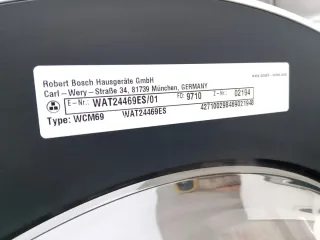 Robert Bosch Hausgeräte GmbH
Carl-Wery-Straße 34, 81739 München, GERMANY
E-Nr.: WAT24469ES/01 FD 9710 Z-Nr.: 02194
Type: WCM69 WAT24469ES